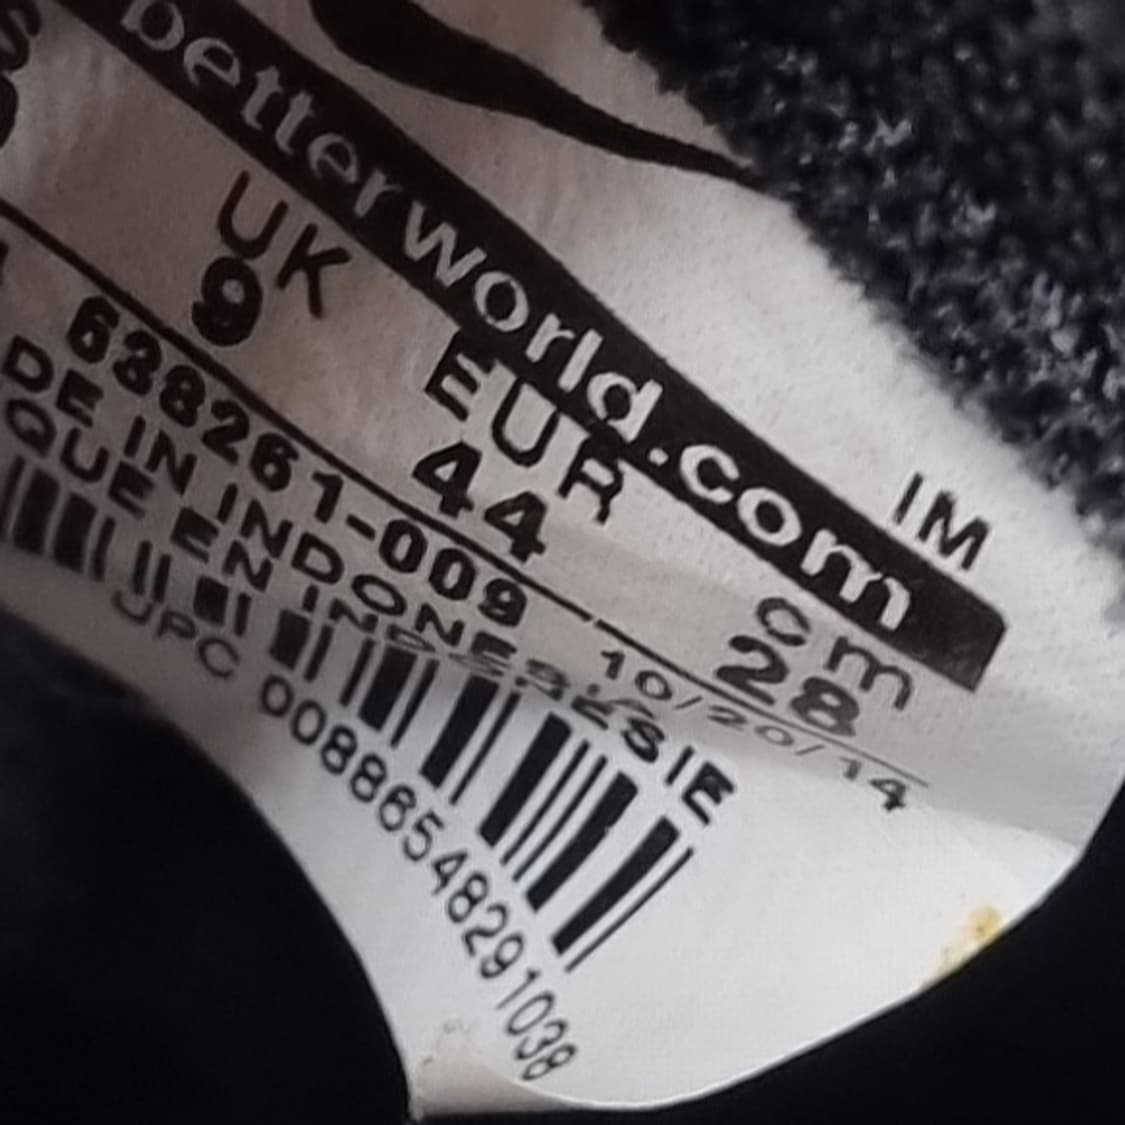 betterworld.com
IM
UK EUR cm
9 44 28
638261-009 10/20/14
DE IN INDONESIA
QUE EN INDONESIE
UPC 00886548291038